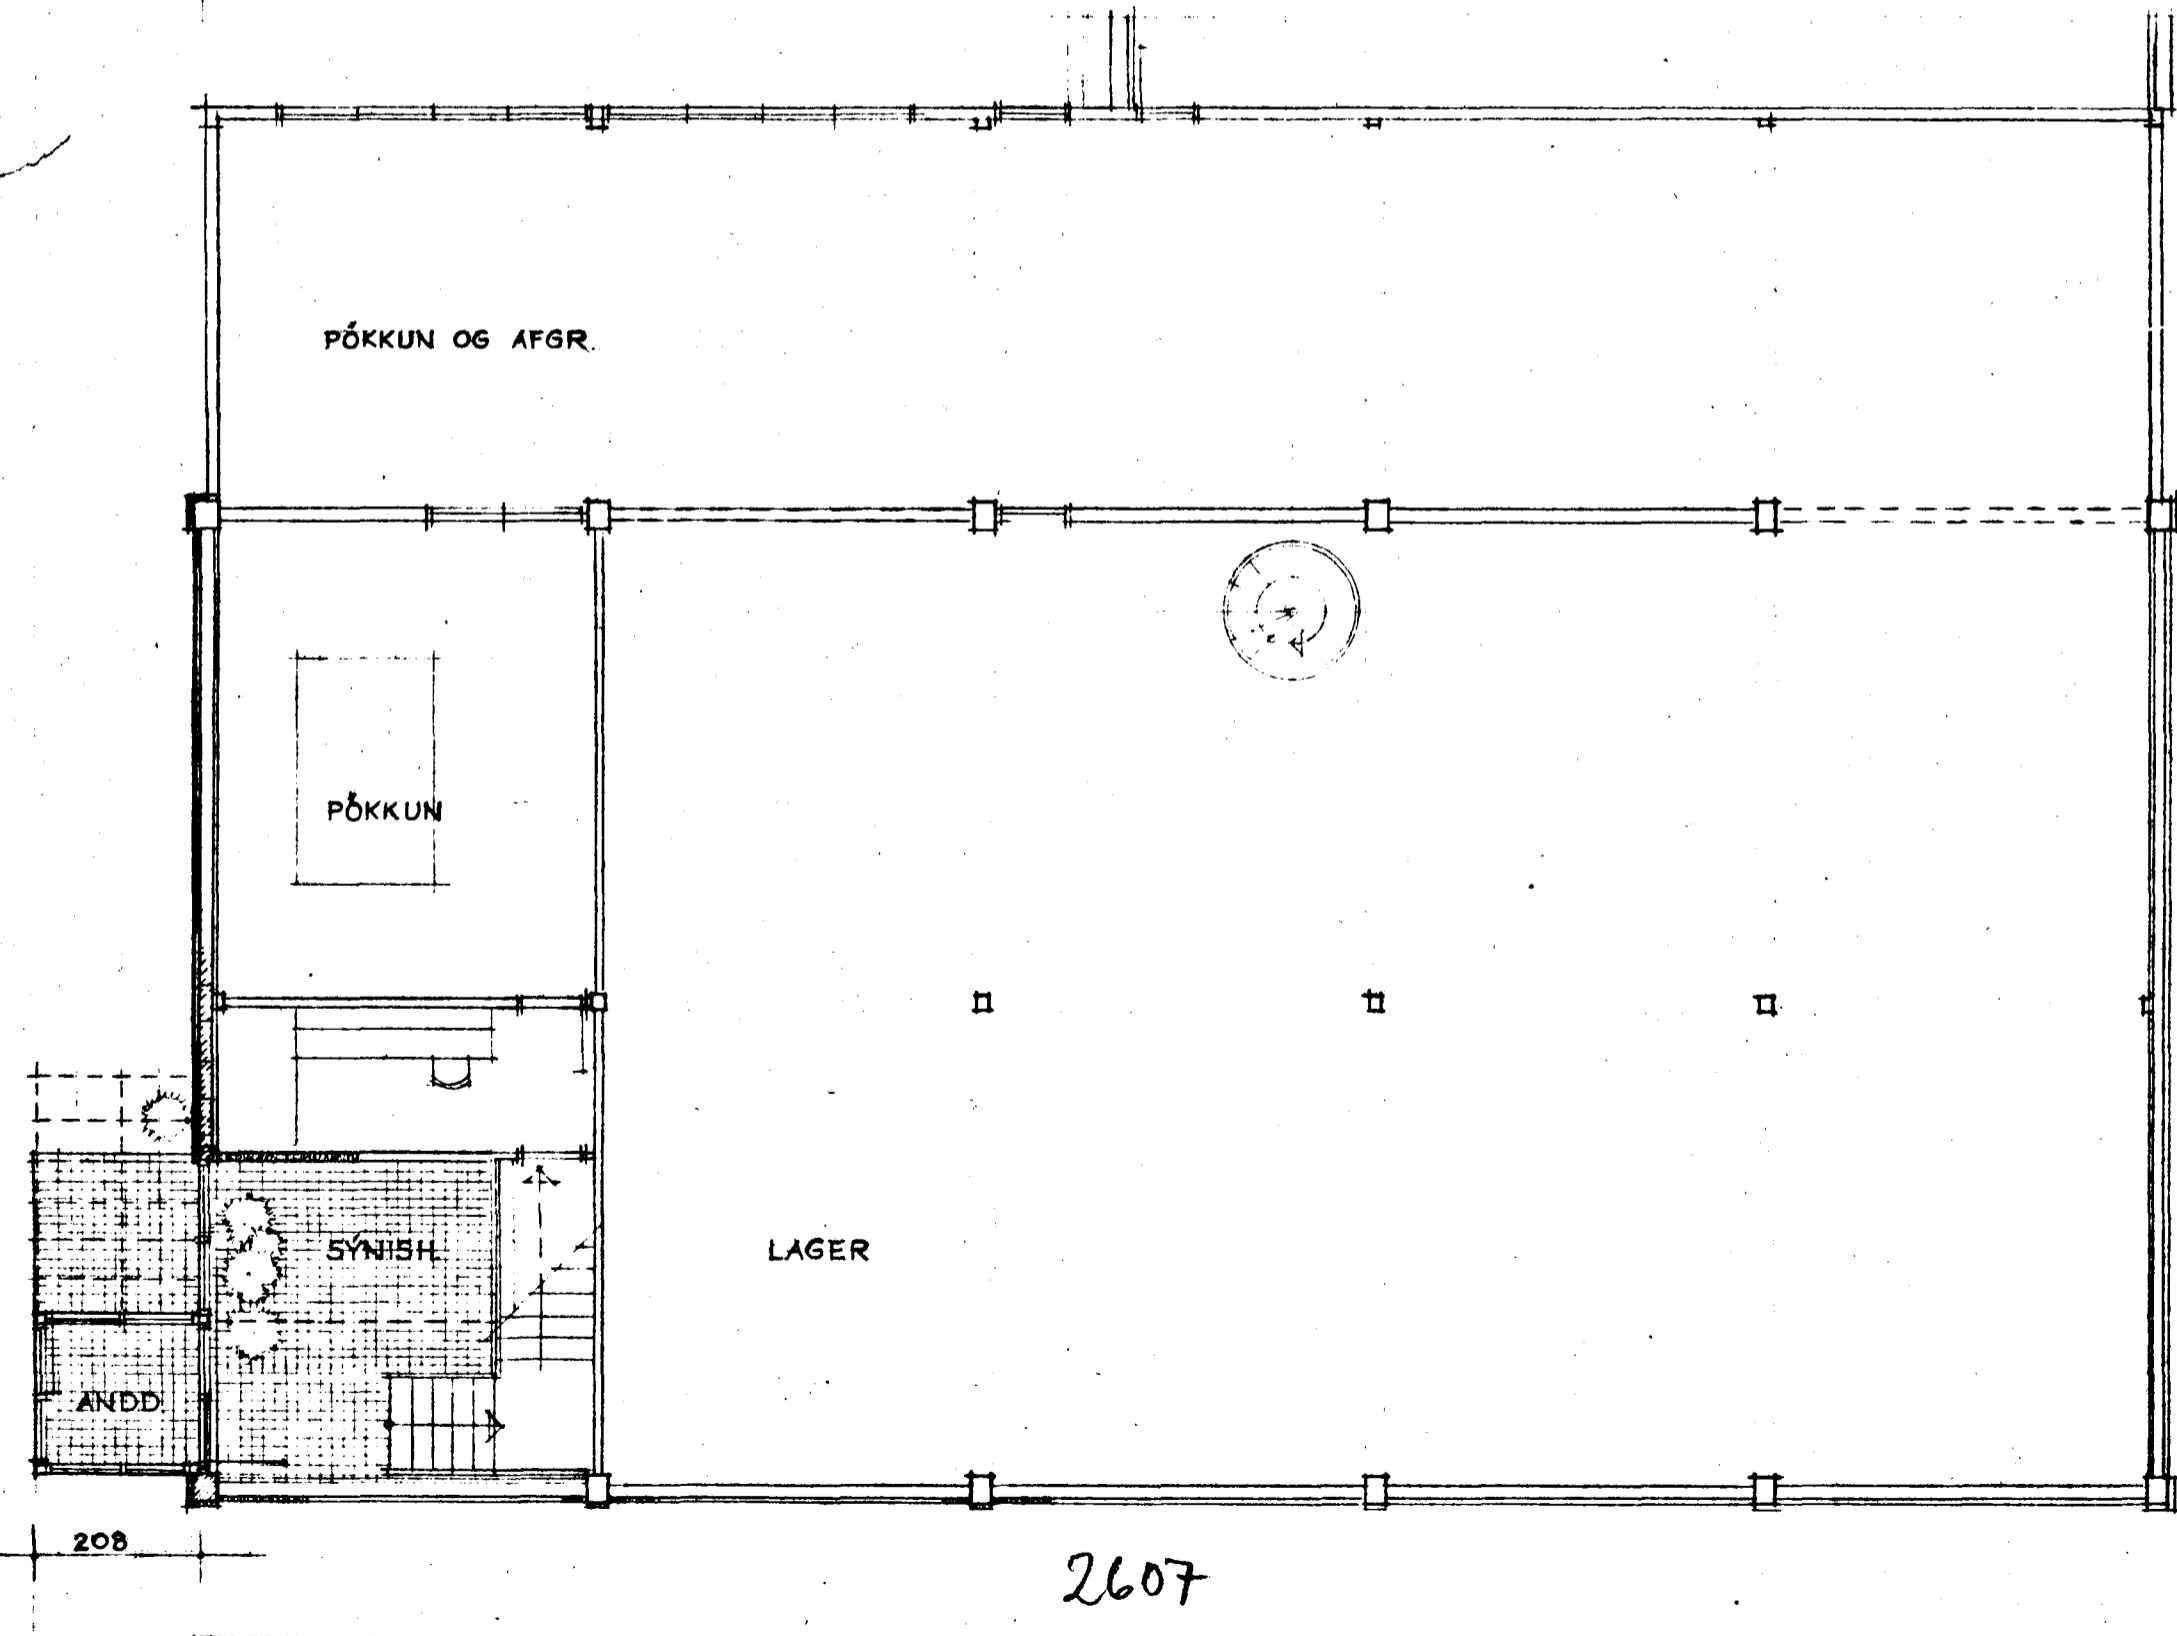 PÖKKUN OG AFGR.
PÖKKUN
SÝNISH.
LAGER
ANDD.
208
2607